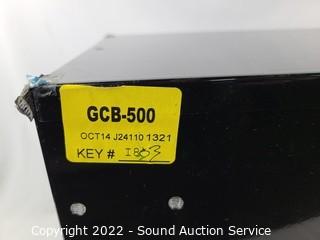 GCB-500
OCT14 J24110 1321
KEY #
Copyright 2022 - Sound Auction Service